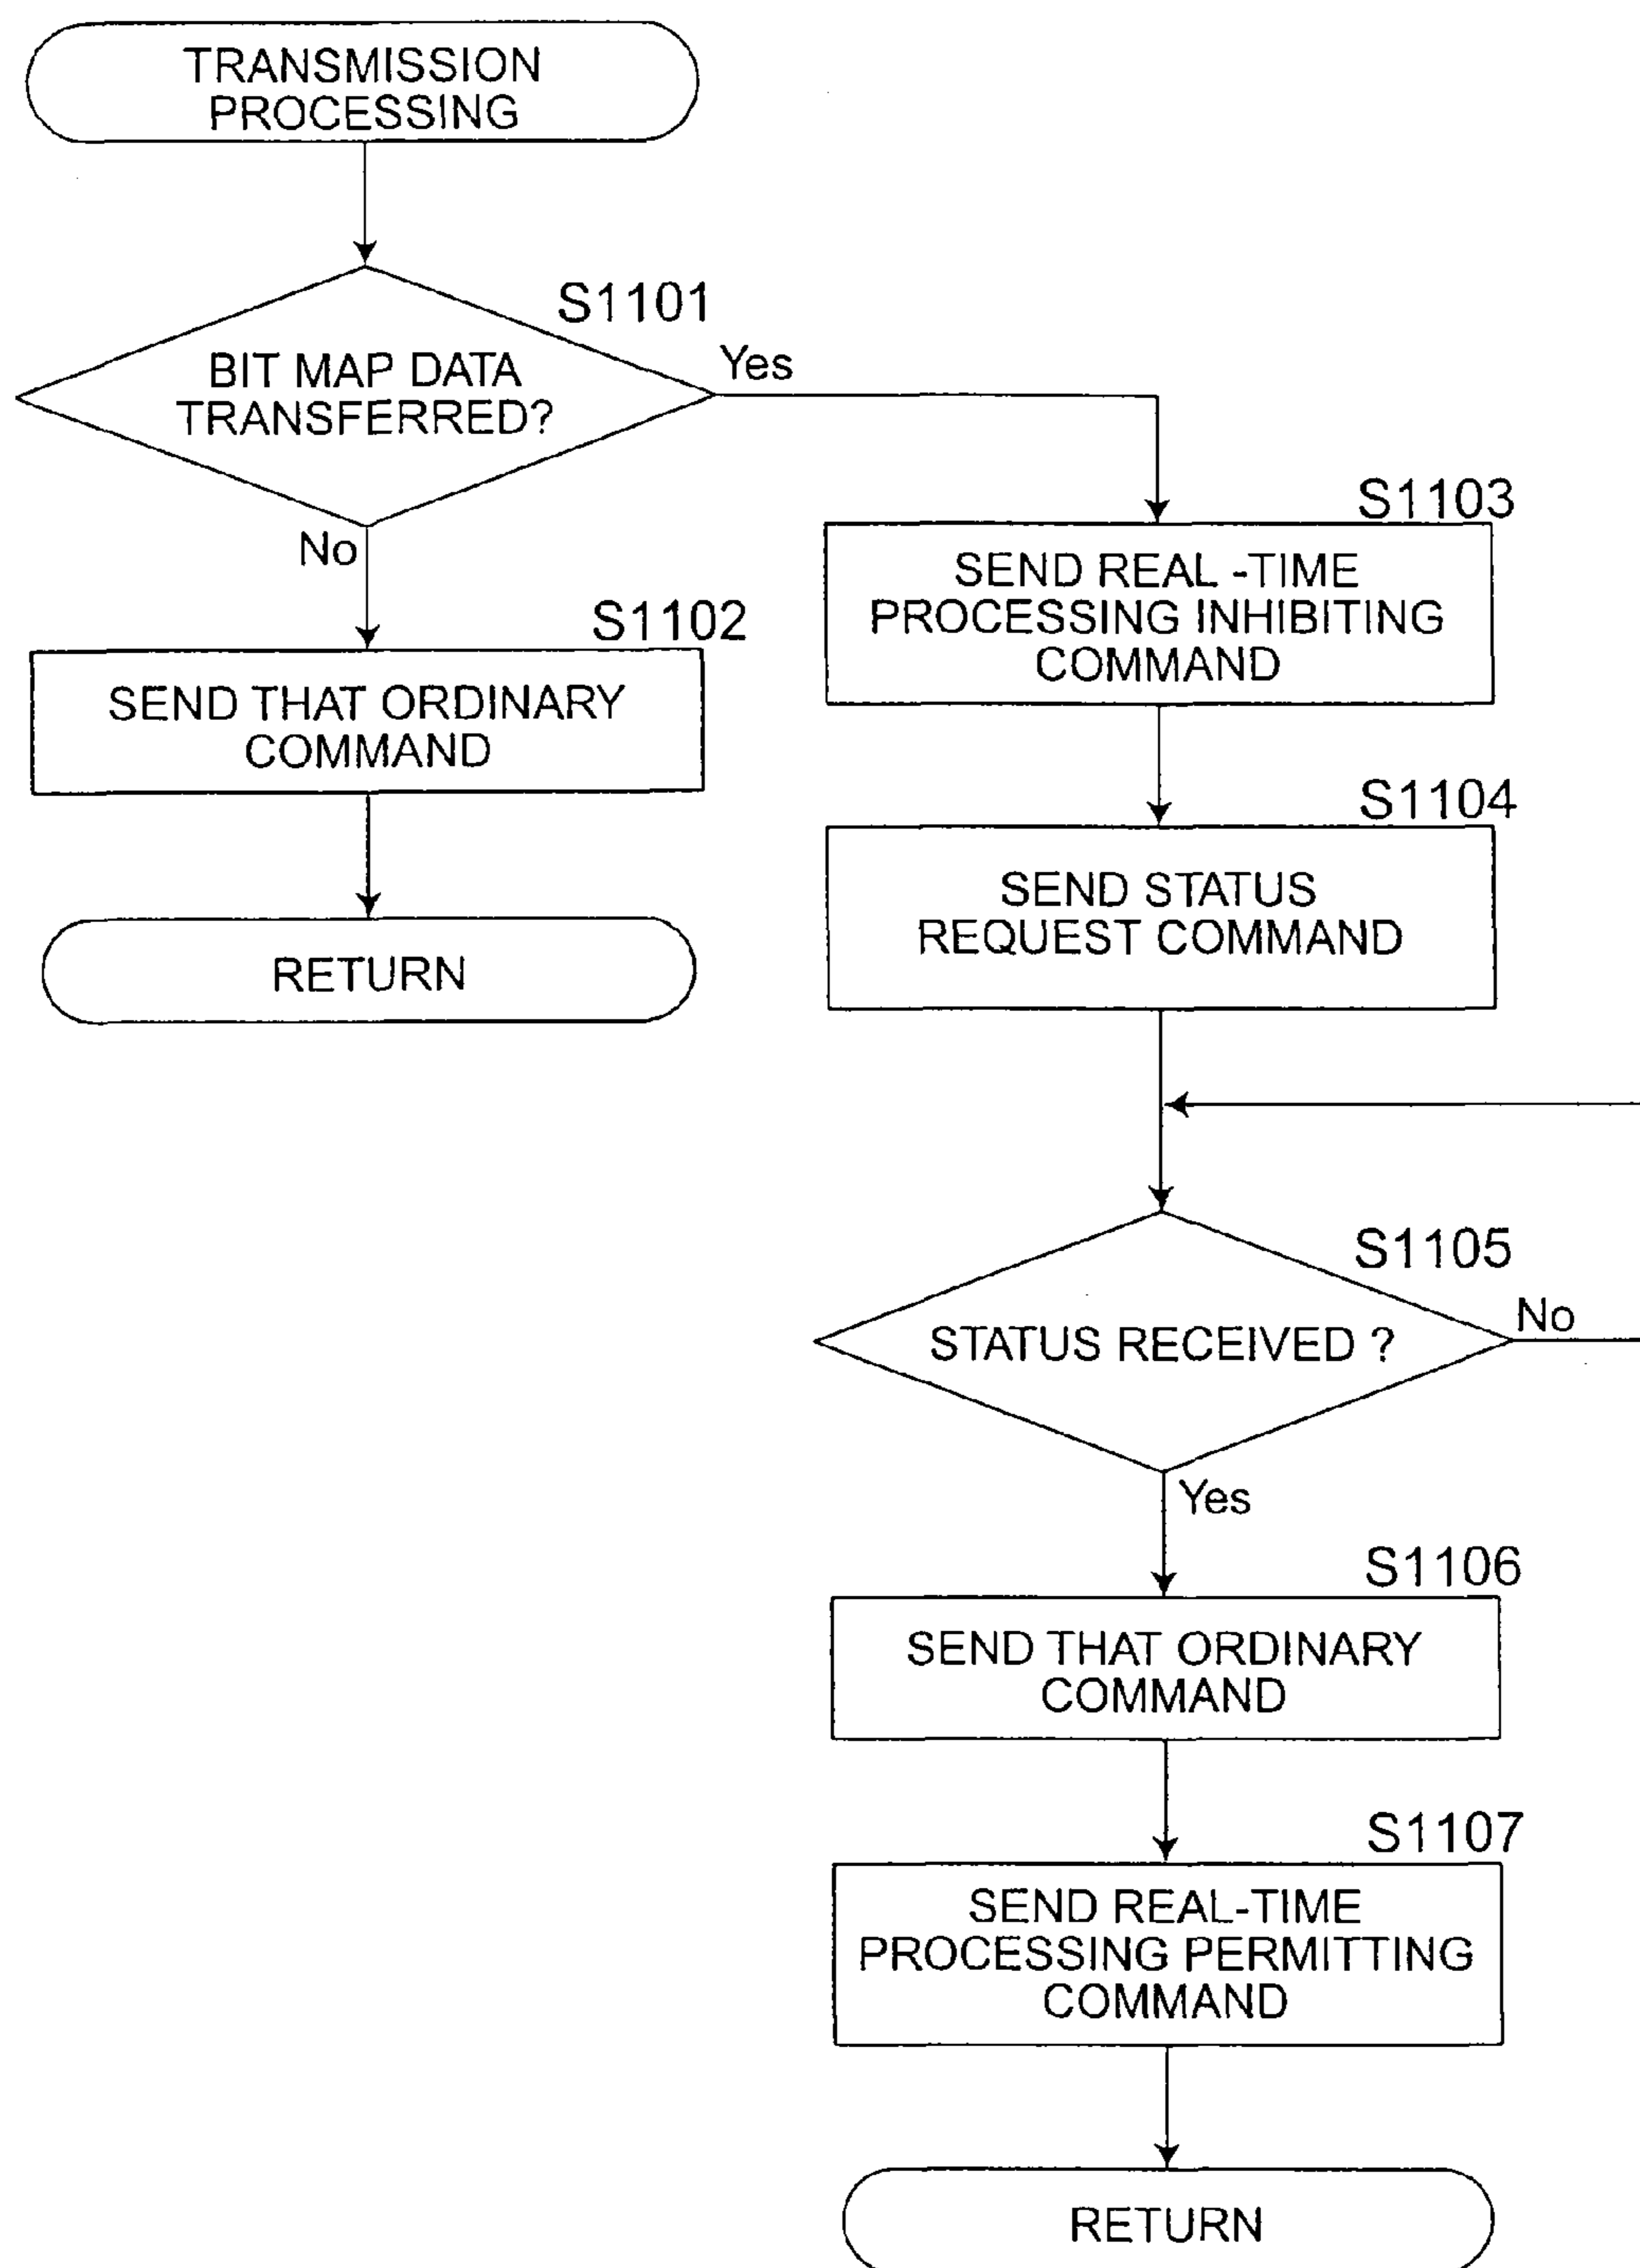 TRANSMISSION
PROCESSING
S1101
BIT MAP DATA
TRANSFERRED?
Yes
No
S1102
SEND THAT ORDINARY
COMMAND
RETURN
S1103
SEND REAL -TIME
PROCESSING INHIBITING
COMMAND
S1104
SEND STATUS
REQUEST COMMAND
S1105
STATUS RECEIVED ?
No
Yes
S1106
SEND THAT ORDINARY
COMMAND
S1107
SEND REAL-TIME
PROCESSING PERMITTING
COMMAND
RETURN